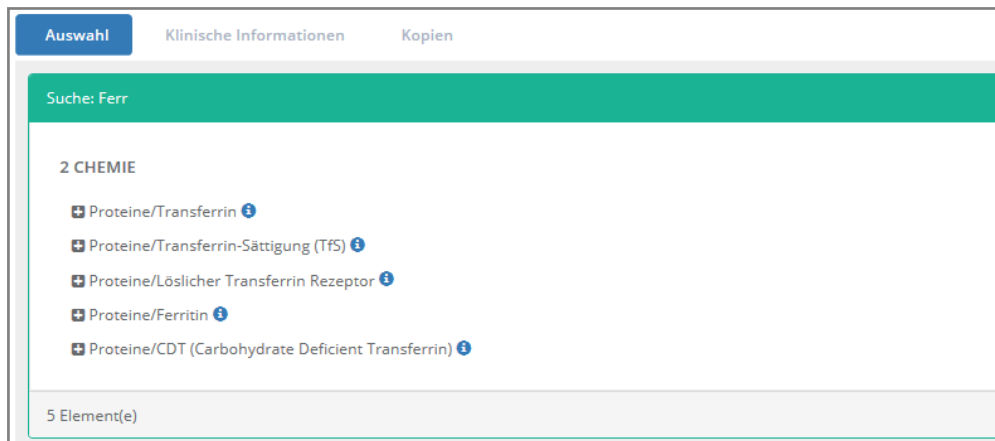 Auswahl Klinische Informationen Kopien
Suche: Ferr
2 CHEMIE
Proteine/Transferrin
Proteine/Transferrin-Sättigung (TfS)
Proteine/Löslicher Transferrin Rezeptor
Proteine/Ferritin
Proteine/CDT (Carbohydrate Deficient Transferrin)
5 Element(e)